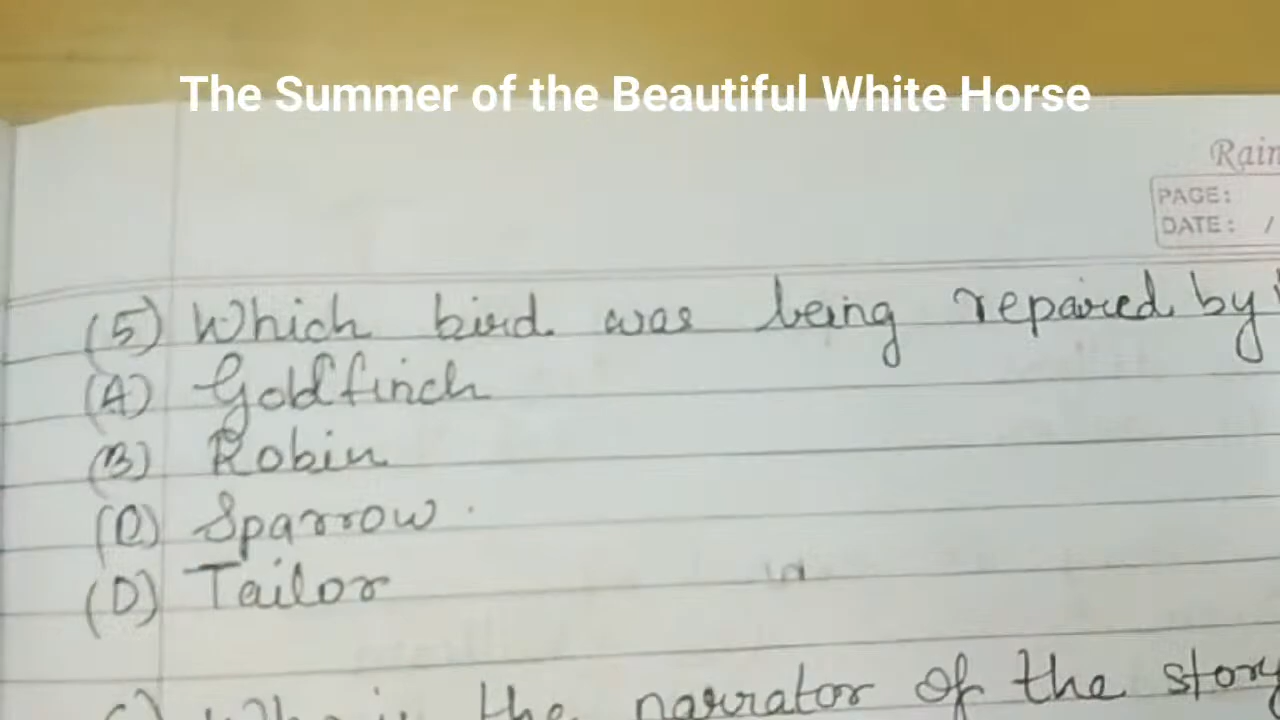 The Summer of the Beautiful White Horse
Rain
PAGE:
DATE: /
(5) Which bird was being repaired by
(A) Goldfinch
(B) Robin
(C) Sparrow.
(D) Tailor
the narrator of the story